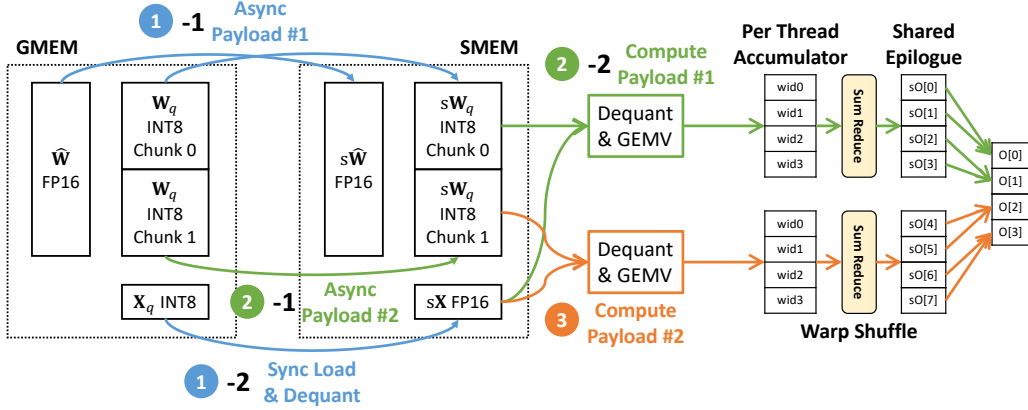 1 -1 Async
Payload #1
GMEM
SMEM
Ŵ
FP16
W_q
INT8
Chunk 0
W_q
INT8
Chunk 1
X_q INT8
sŴ
FP16
sW_q
INT8
Chunk 0
sW_q
INT8
Chunk 1
sX FP16
2 -1 Async
Payload #2
1 -2 Sync Load
& Dequant
2 -2 Compute
Payload #1
Dequant
& GEMV
Dequant
& GEMV
3 Compute
Payload #2
Per Thread
Accumulator
Shared
Epilogue
wid0
wid1
wid2
wid3
Sum Reduce
sO[0]
sO[1]
sO[2]
sO[3]
wid0
wid1
wid2
wid3
Sum Reduce
sO[4]
sO[5]
sO[6]
sO[7]
O[0]
O[1]
O[2]
O[3]
Warp Shuffle